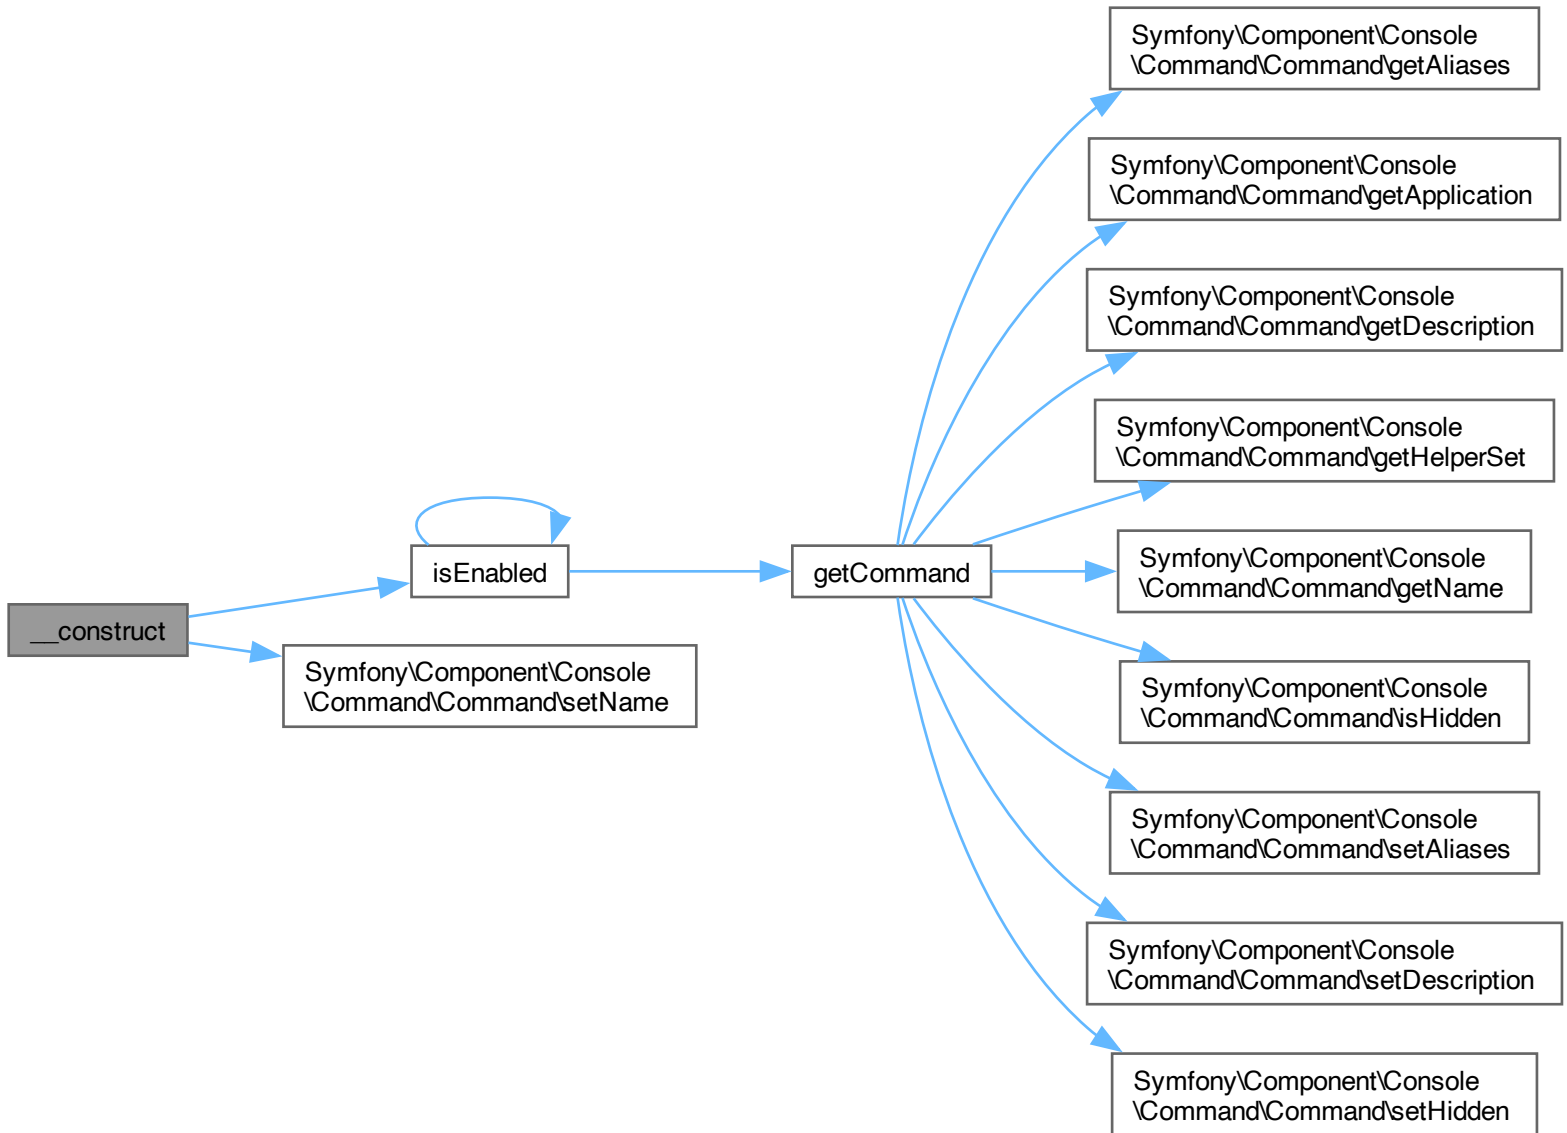 __construct
isEnabled
Symfony\Component\Console
\Command\Command\setName
getCommand
Symfony\Component\Console
\Command\Command\getAliases
Symfony\Component\Console
\Command\Command\getApplication
Symfony\Component\Console
\Command\Command\getDescription
Symfony\Component\Console
\Command\Command\getHelperSet
Symfony\Component\Console
\Command\Command\getName
Symfony\Component\Console
\Command\Command\isHidden
Symfony\Component\Console
\Command\Command\setAliases
Symfony\Component\Console
\Command\Command\setDescription
Symfony\Component\Console
\Command\Command\setHidden